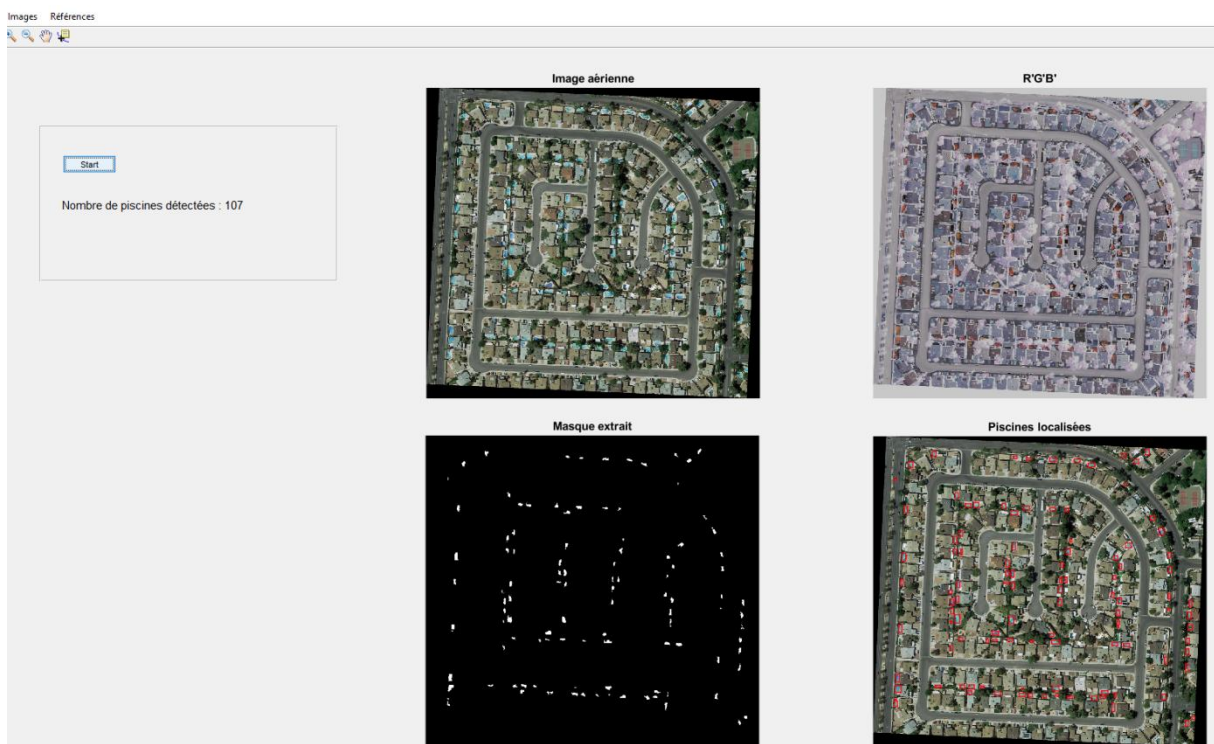 Images Références
Start
Nombre de piscines détectées : 107
Image aérienne
R'G'B'
Masque extrait
Piscines localisées